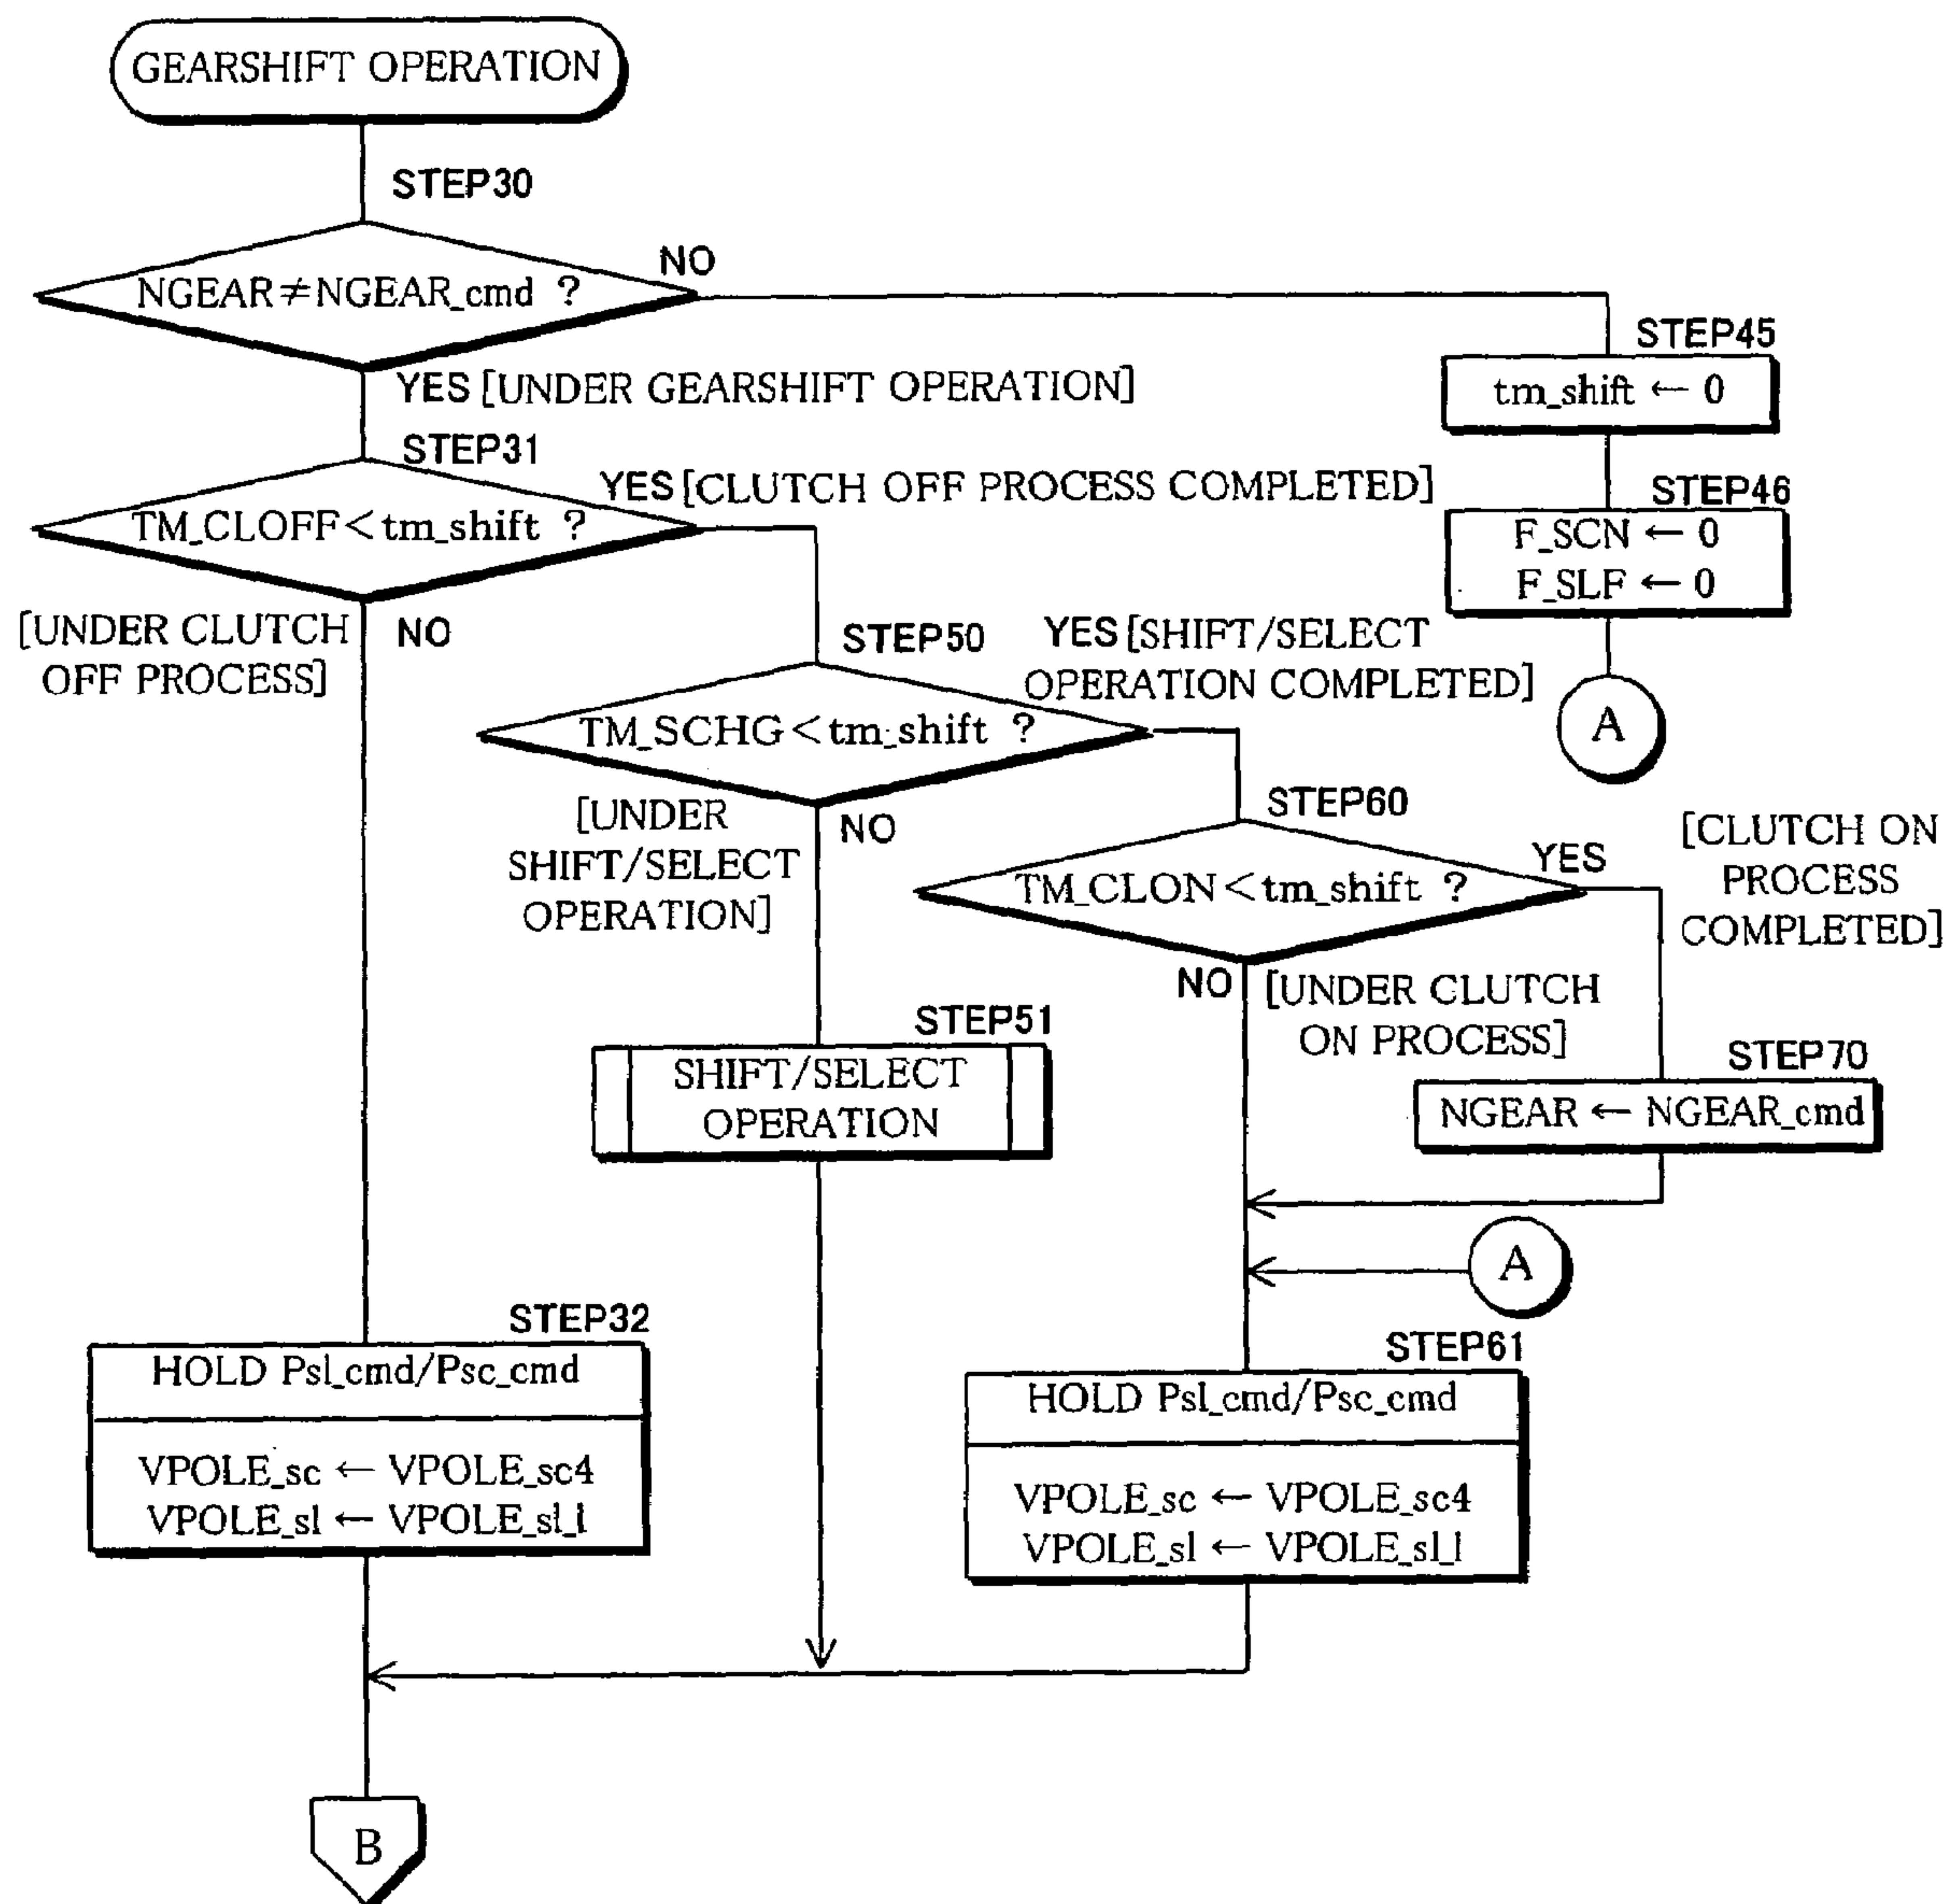 GEARSHIFT OPERATION
STEP30
NGEAR≠NGEAR_cmd ?
NO
YES [UNDER GEARSHIFT OPERATION]
STEP45
tm_shift ← 0
STEP46
F_SCN ← 0
F_SLF ← 0
A
STEP31
TM_CLOFF<tm_shift ?
YES [CLUTCH OFF PROCESS COMPLETED]
[UNDER CLUTCH
OFF PROCESS]
NO
STEP50
TM_SCHG<tm_shift ?
YES [SHIFT/SELECT
OPERATION COMPLETED]
[UNDER
SHIFT/SELECT
OPERATION]
NO
STEP60
TM_CLON<tm_shift ?
YES
[CLUTCH ON
PROCESS
COMPLETED]
NO
[UNDER CLUTCH
ON PROCESS]
STEP51
SHIFT/SELECT
OPERATION
STEP70
NGEAR ← NGEAR_cmd
A
STEP32
HOLD Psl_cmd/Psc_cmd
VPOLE_sc ← VPOLE_sc4
VPOLE_sl ← VPOLE_sl_l
STEP61
HOLD Psl_cmd/Psc_cmd
VPOLE_sc ← VPOLE_sc4
VPOLE_sl ← VPOLE_sl_l
B